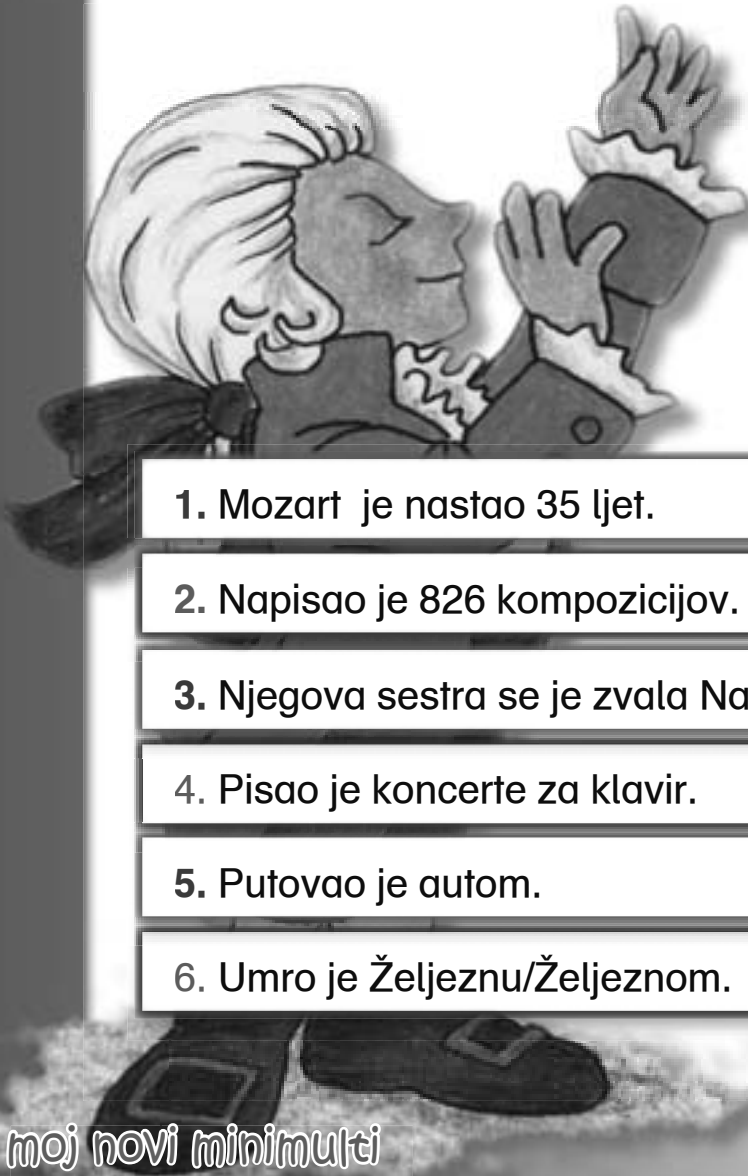 1. Mozart je nastao 35 ljet.
2. Napisao je 826 kompozicijov.
3. Njegova sestra se je zvala
4. Pisao je koncerte za klavir.
5. Putovao je autom.
6. Umro je Željeznu/Željeznom.
moj novi minimulti